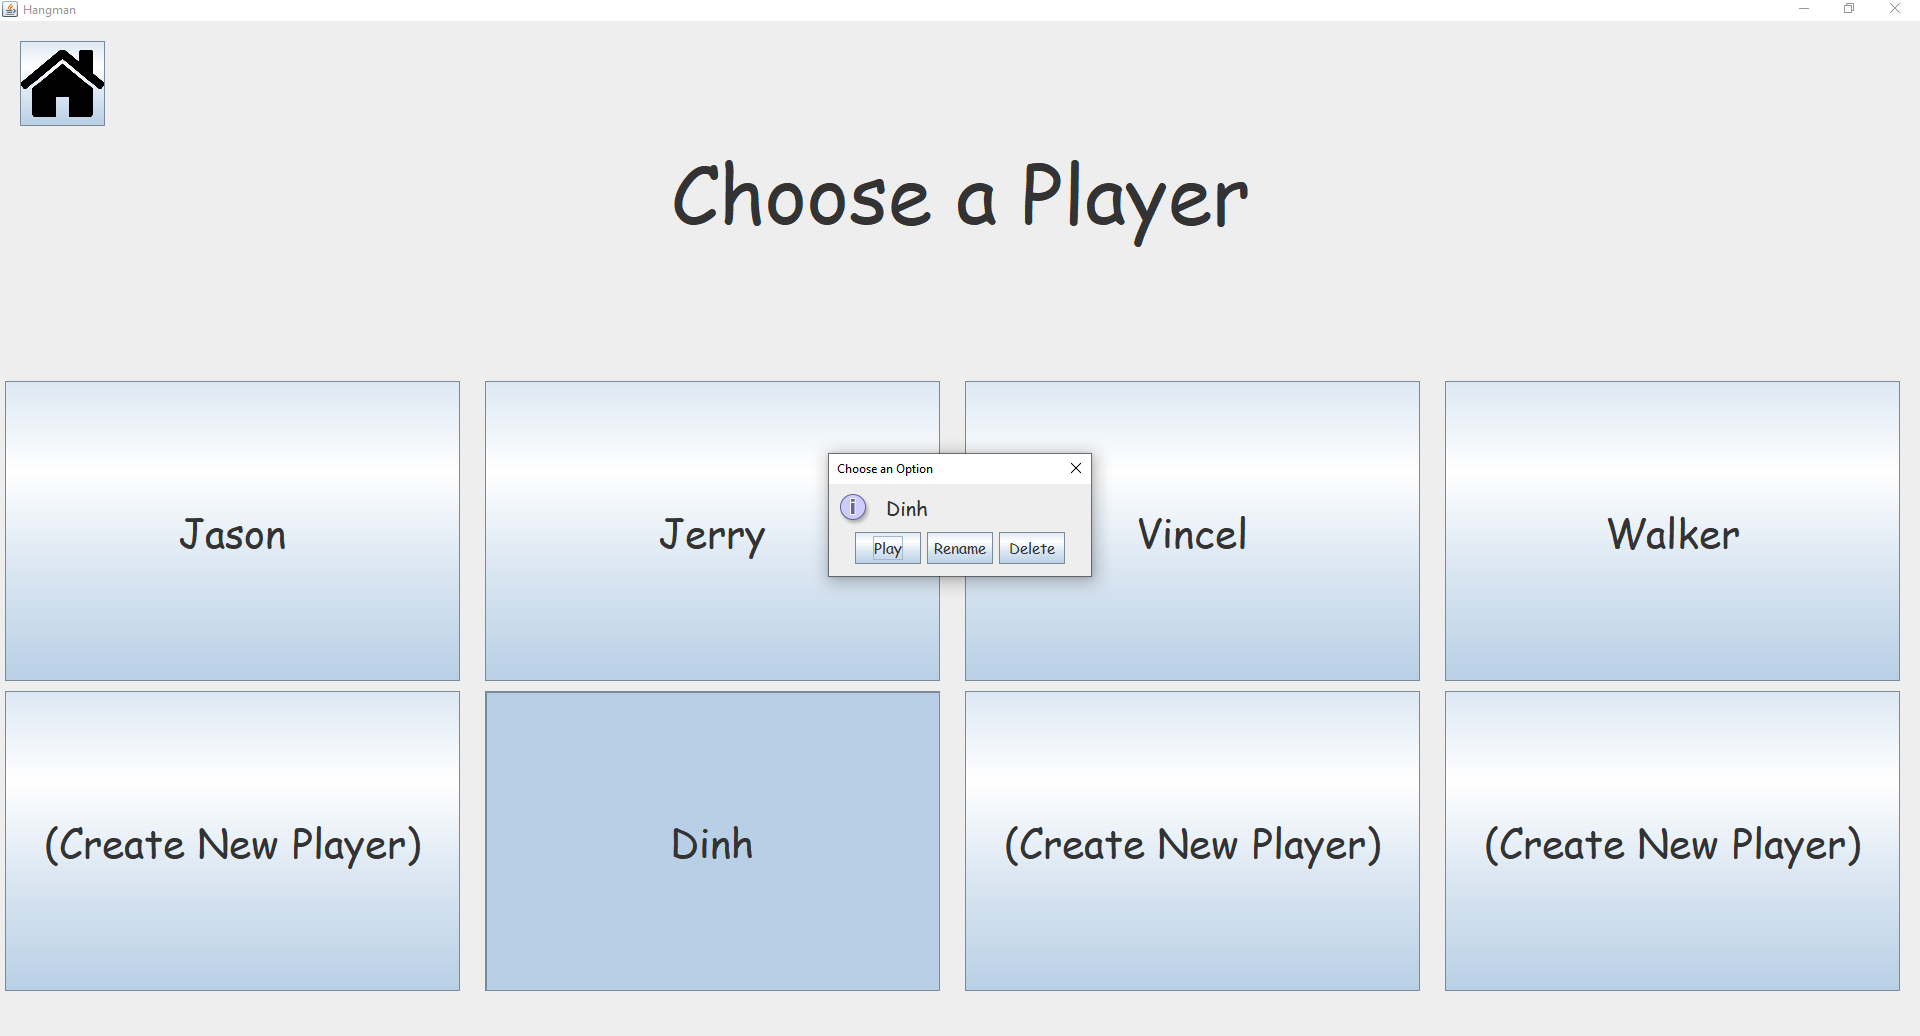 Hangman
Choose a Player
Jason
Jerry
Vincel
Walker
Choose an Option
Dinh
Play Rename Delete
(Create New Player)
Dinh
(Create New Player)
(Create New Player)